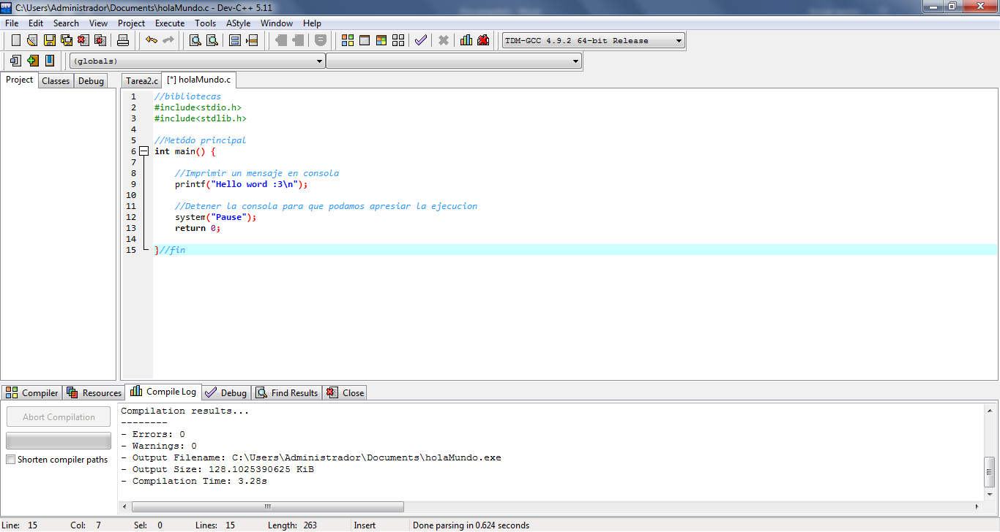 C:\Users\Administrador\Documents\holaMundo.c - Dev-C++ 5.11
File Edit Search View Project Execute Tools AStyle Window Help
TDM-GCC 4.9.2 64-bit Release
(globals)
Project Classes Debug
Tarea2.c [*] holaMundo.c
1 //bibliotecas
2 #include<stdio.h>
3 #include<stdlib.h>
4
5 //Metódo principal
6 int main() {
7
8 //Imprimir un mensaje en consola
9 printf("Hello word :3\n");
10
11 //Detener la consola para que podamos apresiar la ejecucion
12 system("Pause");
13 return 0;
14
15 }//fin
Compiler Resources Compile Log Debug Find Results Close
Abort Compilation
Shorten compiler paths
Compilation results...
--------
- Errors: 0
- Warnings: 0
- Output Filename: C:\Users\Administrador\Documents\holaMundo.exe
- Output Size: 128.1025390625 KiB
- Compilation Time: 3.28s
Line: 15 Col: 7 Sel: 0 Lines: 15 Length: 263 Insert Done parsing in 0.624 seconds